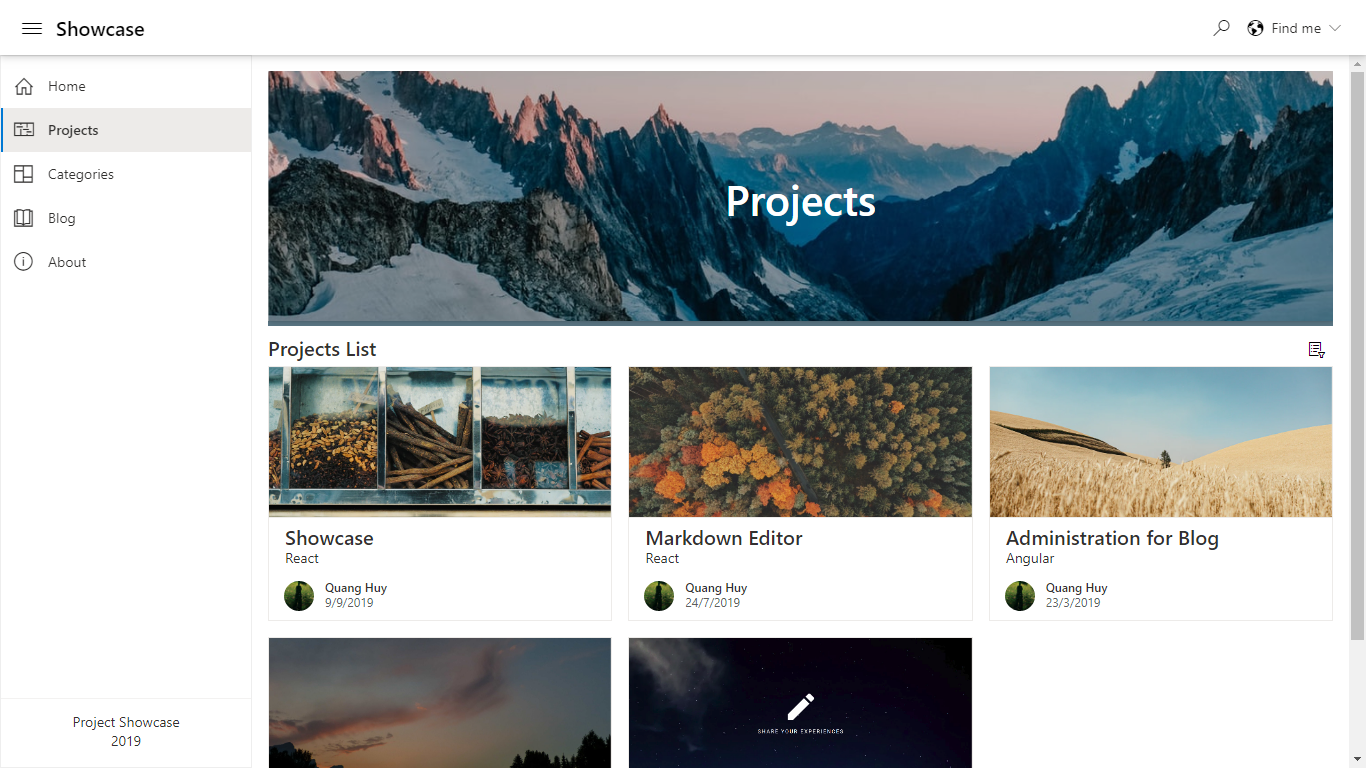 Showcase
Find me
Home
Projects
Categories
Blog
About
Project Showcase
2019
Projects
Projects List
Showcase
React
Quang Huy
9/9/2019
Markdown Editor
React
Quang Huy
24/7/2019
Administration for Blog
Angular
Quang Huy
23/3/2019
SHARE YOUR EXPERIENCES